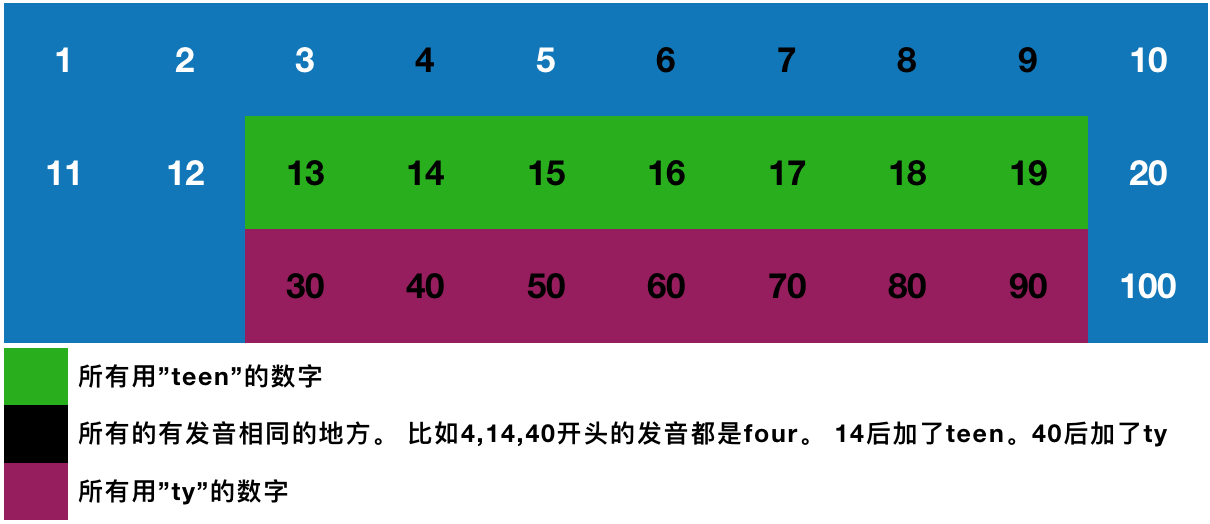 1 2 3 4 5 6 7 8 9 10
11 12 13 14 15 16 17 18 19 20
30 40 50 60 70 80 90 100
所有用”teen”的数字
所有的有发音相同的地方。 比如4,14,40开头的发音都是four。 14后加了teen。40后加了ty
所有用”ty”的数字